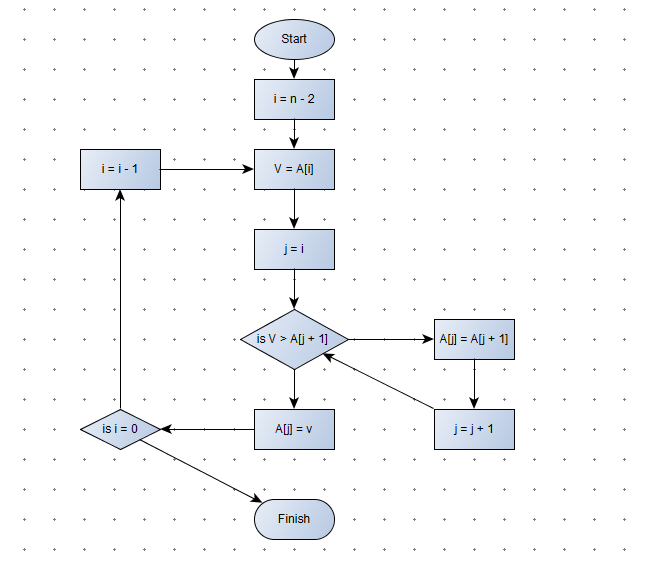 Start
i = n - 2
i = i - 1
V = A[i]
j = i
is V > A[j + 1]
A[j] = A[j + 1]
is i = 0
A[j] = v
j = j + 1
Finish